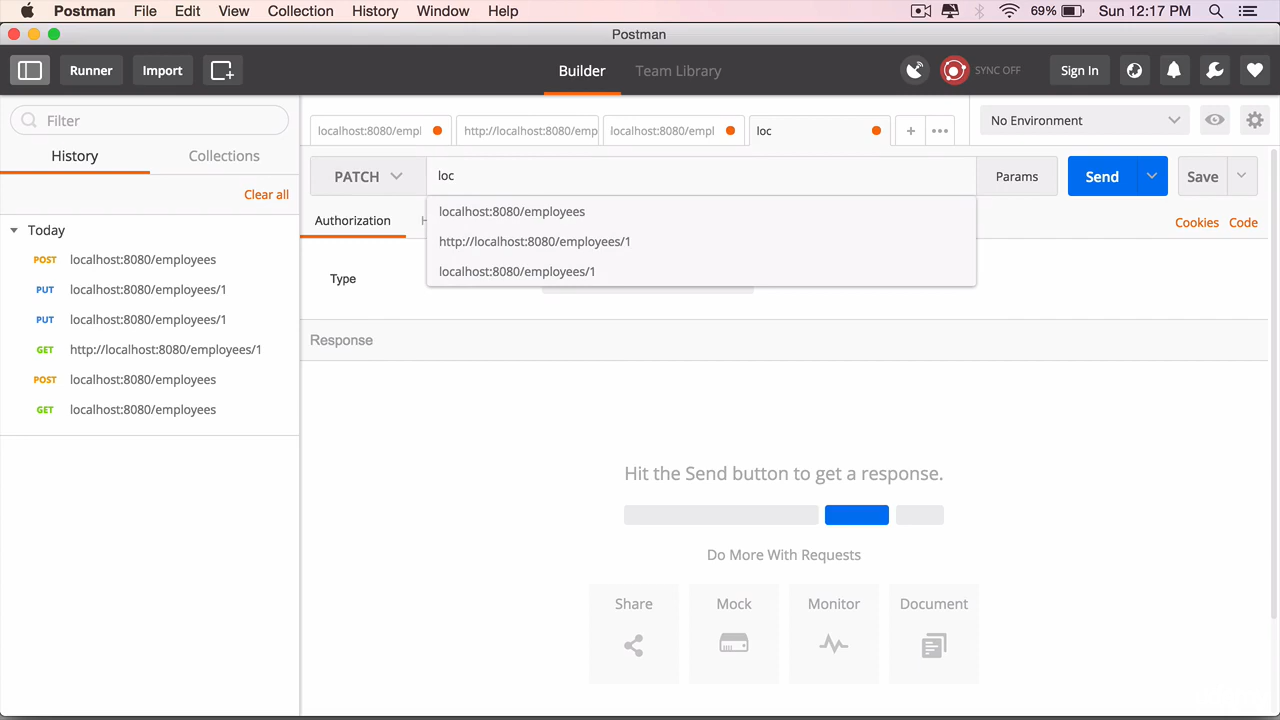 Postman File Edit View Collection History Window Help 69% Sun 12:17 PM
Postman
Runner Import Builder Team Library SYNC OFF Sign In
Filter
History Collections
Clear all
Today
POST localhost:8080/employees
PUT localhost:8080/employees/1
PUT localhost:8080/employees/1
GET http://localhost:8080/employees/1
POST localhost:8080/employees
GET localhost:8080/employees
localhost:8080/empl http://localhost:8080/emp localhost:8080/empl loc + No Environment
PATCH loc Params Send Save
localhost:8080/employees
http://localhost:8080/employees/1
localhost:8080/employees/1
Authorization H Cookies Code
Type
Response
Hit the Send button to get a response.
Do More With Requests
Share Mock Monitor Document